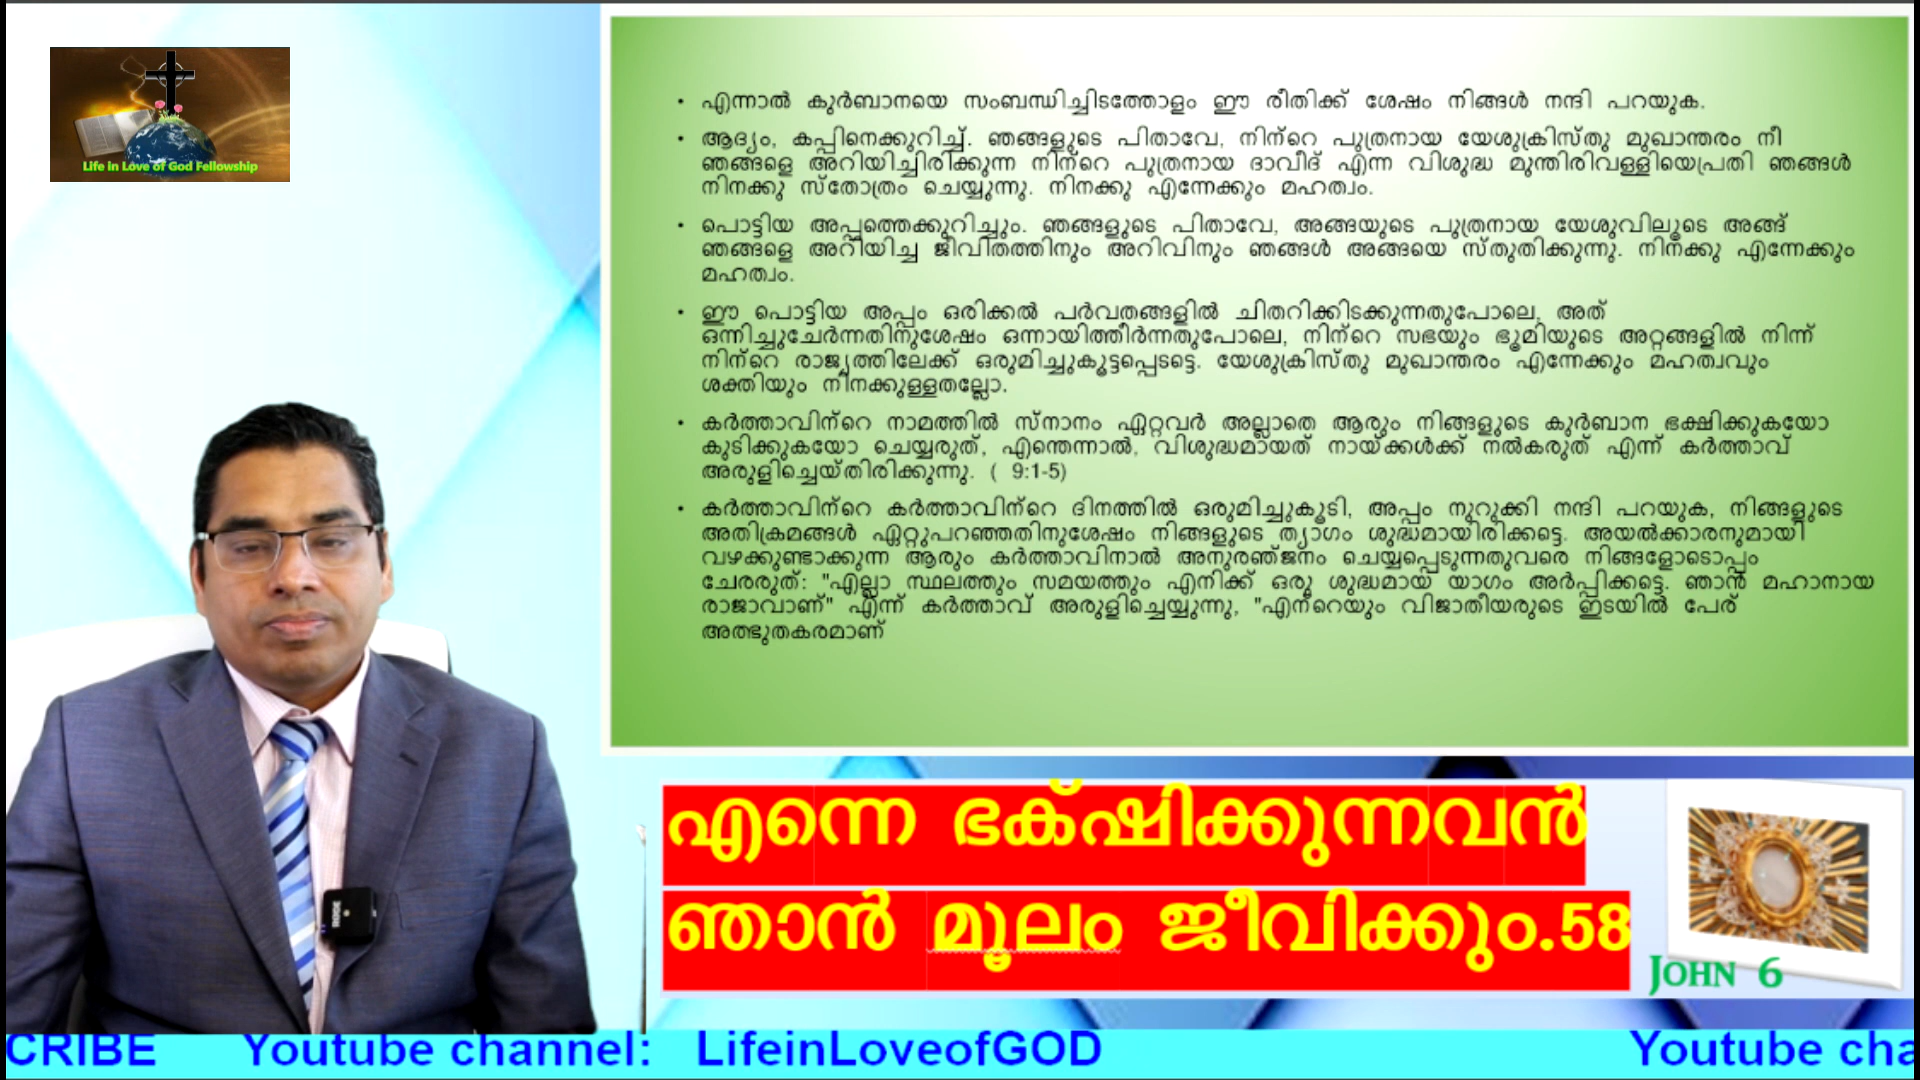 Life in Love of God Fellowship
• എന്നാൽ കുർബാനയെ സംബന്ധിച്ചിടത്തോളം ഈ രീതിക്ക് ശേഷം നിങ്ങൾ നന്ദി പറയുക.
• ആദ്യം, കപ്പിനെക്കുറിച്ച്. ഞങ്ങളുടെ പിതാവേ, നിന്റെ പുത്രനായ യേശുക്രിസ്തു മുഖാന്തരം നീ
ഞങ്ങളെ അറിയിച്ചിരിക്കുന്ന നിന്റെ പുത്രനായ ദാവീദ് എന്ന വിശുദ്ധ മുന്തിരിവള്ളിയെപ്രതി ഞങ്ങൾ
നിനക്കു സ്തോത്രം ചെയ്യുന്നു. നിനക്കു എന്നേക്കും മഹത്വം.
• പൊട്ടിയ അപ്പത്തെക്കുറിച്ചും. ഞങ്ങളുടെ പിതാവേ, അങ്ങയുടെ പുത്രനായ യേശുവിലൂടെ അങ്ങ്
ഞങ്ങളെ അറിയിച്ച ജീവിതത്തിനും അറിവിനും ഞങ്ങൾ അങ്ങയെ സ്തുതിക്കുന്നു. നിനക്കു എന്നേക്കും
മഹത്വം.
• ഈ പൊട്ടിയ അപ്പം ഒരിക്കൽ പർവതങ്ങളിൽ ചിതറിക്കിടക്കുന്നതുപോലെ, അത്
ഒന്നിച്ചുചേർന്നതിനുശേഷം ഒന്നായിത്തീർന്നതുപോലെ, നിന്റെ സഭയും ഭൂമിയുടെ അറ്റങ്ങളിൽ നിന്ന്
നിന്റെ രാജ്യത്തിലേക്ക് ഒരുമിച്ചുകൂട്ടപ്പെടട്ടെ. യേശുക്രിസ്തു മുഖാന്തരം എന്നേക്കും മഹത്വവും
ശക്തിയും നിനക്കുള്ളതല്ലോ.
• കർത്താവിന്റെ നാമത്തിൽ സ്നാനം ഏറ്റവർ അല്ലാതെ ആരും നിങ്ങളുടെ കുർബാന ഭക്ഷിക്കുകയോ
കുടിക്കുകയോ ചെയ്യരുത്, എന്തെന്നാൽ, വിശുദ്ധമായത് നായ്ക്കൾക്ക് നൽകരുത് എന്ന് കർത്താവ്
അരുളിച്ചെയ്തിരിക്കുന്നു. ( 9:1-5)
• കർത്താവിന്റെ കർത്താവിന്റെ ദിനത്തിൽ ഒരുമിച്ചുകൂടി, അപ്പം നുറുക്കി നന്ദി പറയുക, നിങ്ങളുടെ
അതിക്രമങ്ങൾ ഏറ്റുപറഞ്ഞതിനുശേഷം നിങ്ങളുടെ ത്യാഗം ശുദ്ധമായിരിക്കട്ടെ. അയൽക്കാരനുമായി
വഴക്കുണ്ടാക്കുന്ന ആരും കർത്താവിനാൽ അനുരഞ്ജനം ചെയ്യപ്പെടുന്നതുവരെ നിങ്ങളോടൊപ്പം
ചേരരുത്: "എല്ലാ സ്ഥലത്തും സമയത്തും എനിക്ക് ഒരു ശുദ്ധമായ യാഗം അർപ്പിക്കട്ടെ. ഞാൻ മഹാനായ
രാജാവാണ്" എന്ന് കർത്താവ് അരുളിച്ചെയ്യുന്നു, "എന്റെയും വിജാതീയരുടെ ഇടയിൽ പേര്
അത്ഭുതകരമാണ്
എന്നെ ഭക്ഷിക്കുന്നവൻ
ഞാൻ മൂലം ജീവിക്കും.58
JOHN 6
RODE
CRIBE Youtube channel: LifeinLoveofGOD Youtube cha